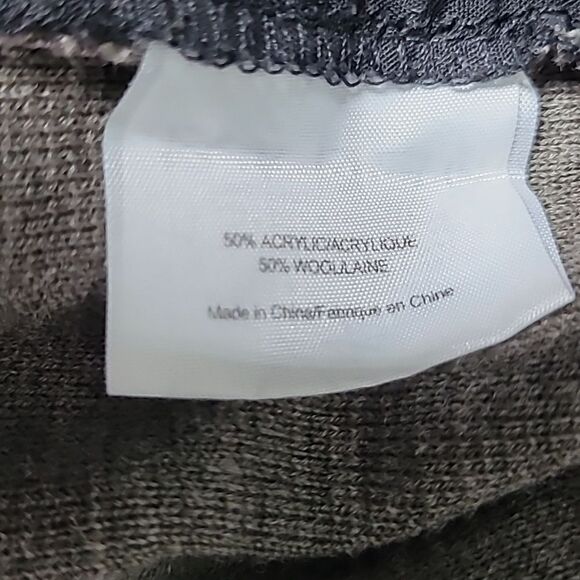 50% ACRYLIC/ACRYLIQUE
50% WOOL/LAINE
Made in China/Fabriqué en Chine